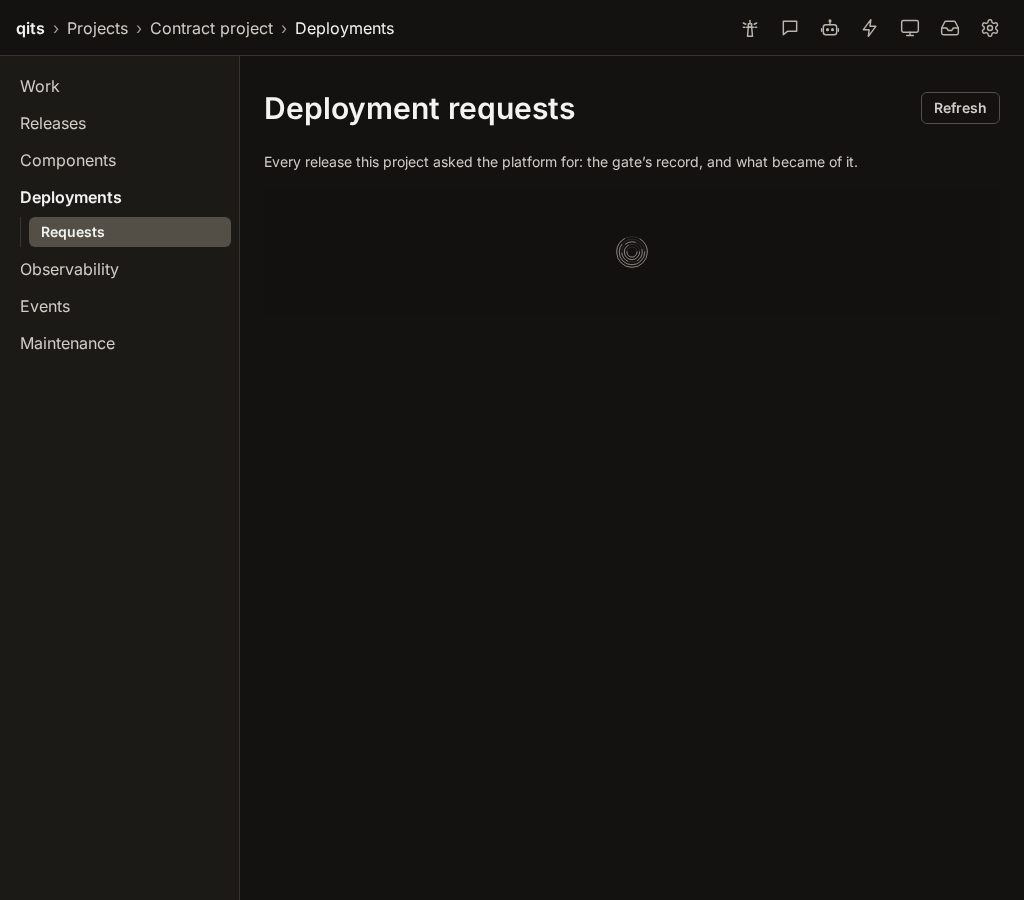 qits › Projects › Contract project › Deployments
Work
Releases
Components
Deployments
Requests
Observability
Events
Maintenance
Deployment requests
Refresh
Every release this project asked the platform for: the gate’s record, and what became of it.